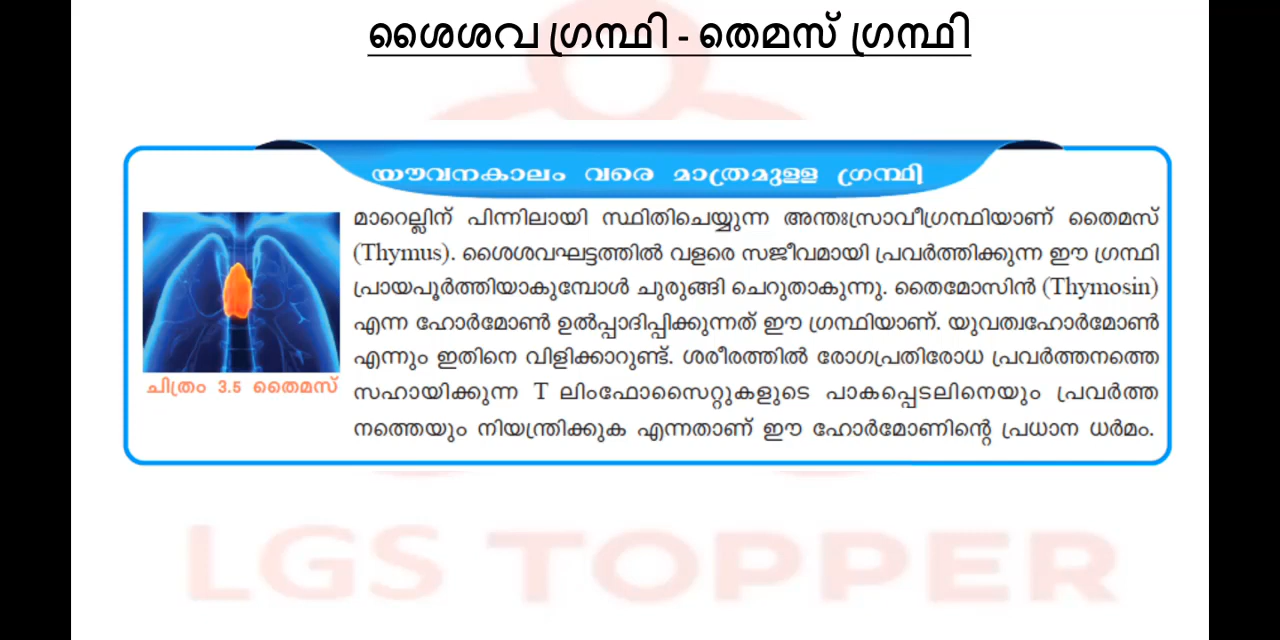 ശൈശവ ഗ്രന്ഥി - തൈമസ് ഗ്രന്ഥി
യൗവനകാലം വരെ മാത്രമുള്ള ഗ്രന്ഥി
മാറെല്ലിന് പിന്നിലായി സ്ഥിതിചെയ്യുന്ന അന്തഃസ്രാവീഗ്രന്ഥിയാണ് തൈമസ്
(Thymus). ശൈശവഘട്ടത്തിൽ വളരെ സജീവമായി പ്രവർത്തിക്കുന്ന ഈ ഗ്രന്ഥി
പ്രായപൂർത്തിയാകുമ്പോൾ ചുരുങ്ങി ചെറുതാകുന്നു. തൈമോസിൻ (Thymosin)
എന്ന ഹോർമോൺ ഉൽപ്പാദിപ്പിക്കുന്നത് ഈ ഗ്രന്ഥിയാണ്. യുവത്വഹോർമോൺ
എന്നും ഇതിനെ വിളിക്കാറുണ്ട്. ശരീരത്തിൽ രോഗപ്രതിരോധ പ്രവർത്തനത്തെ
സഹായിക്കുന്ന T ലിംഫോസൈറ്റുകളുടെ പാകപ്പെടലിനെയും പ്രവർത്ത
നത്തെയും നിയന്ത്രിക്കുക എന്നതാണ് ഈ ഹോർമോണിന്റെ പ്രധാന ധർമം.
ചിത്രം 3.5 തൈമസ്
LGS TOPPER